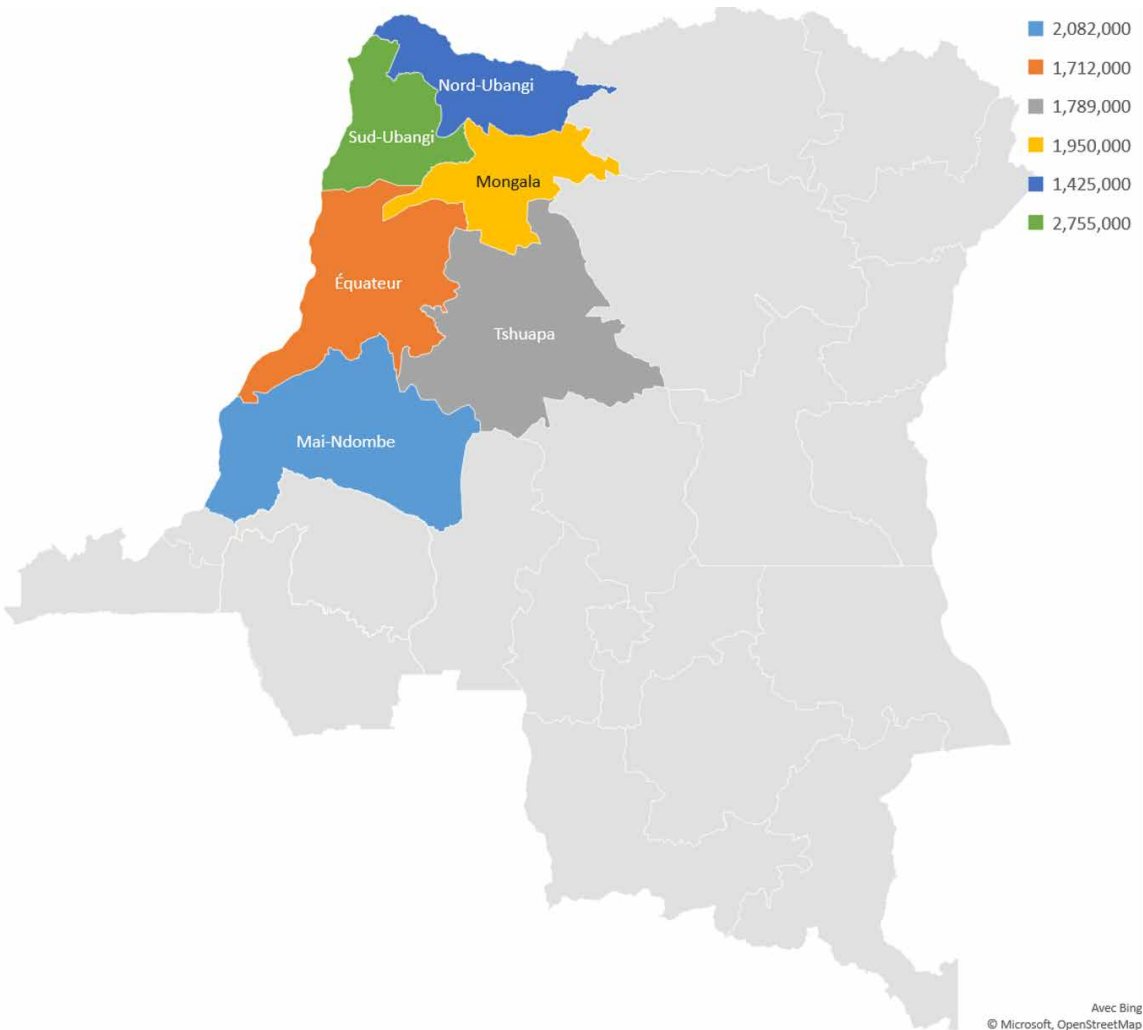 2,082,000
1,712,000
1,789,000
1,950,000
1,425,000
2,755,000
Nord-Ubangi
Sud-Ubangi
Mongala
Équateur
Tshuapa
Mai-Ndombe
Avec Bing
© Microsoft, OpenStreetMap